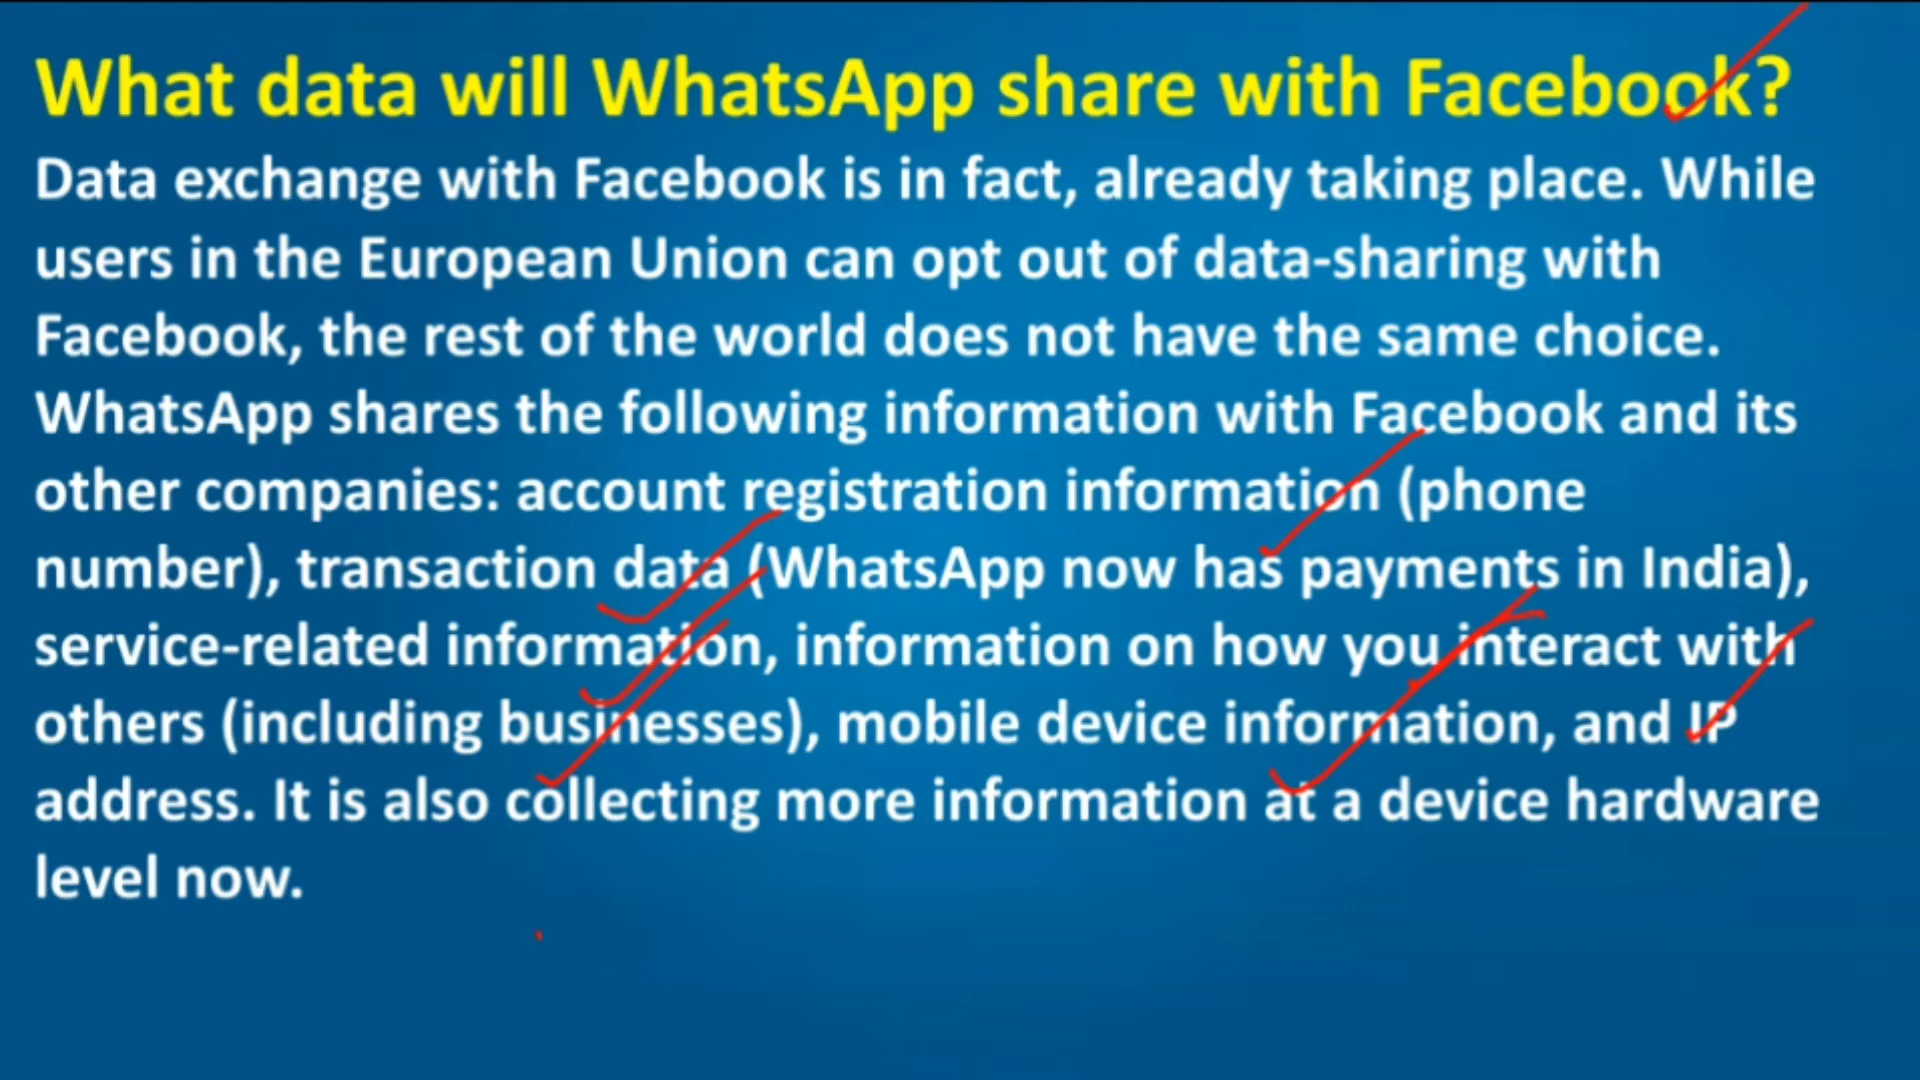 What data will WhatsApp share with Facebook?
Data exchange with Facebook is in fact, already taking place. While
users in the European Union can opt out of data-sharing with
Facebook, the rest of the world does not have the same choice.
WhatsApp shares the following information with Facebook and its
other companies: account registration information (phone
number), transaction data (WhatsApp now has payments in India),
service-related information, information on how you interact with
others (including businesses), mobile device information, and IP
address. It is also collecting more information at a device hardware
level now.